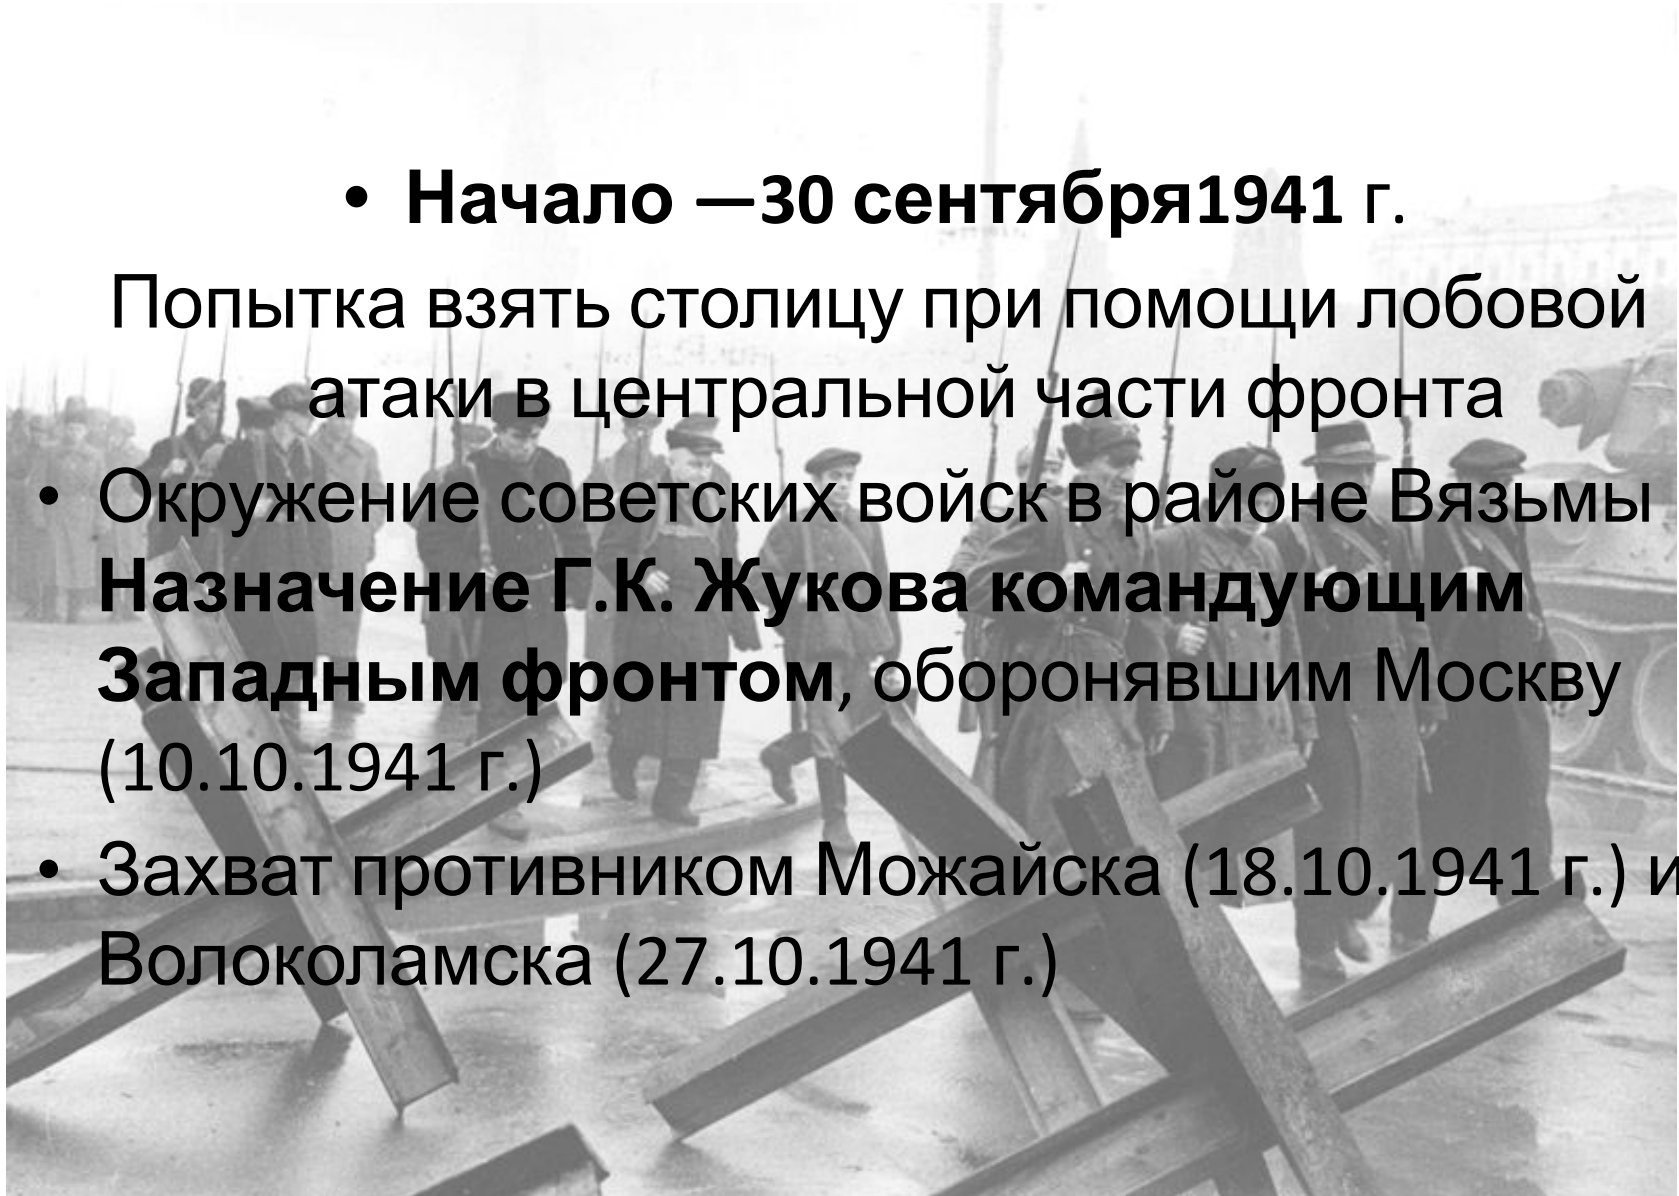 • Начало —30 сентября1941 г.
Попытка взять столицу при помощи лобовой
атаки в центральной части фронта
• Окружение советских войск в районе Вязьмы
Назначение Г.К. Жукова командующим
Западным фронтом, оборонявшим Москву
(10.10.1941 г.)
• Захват противником Можайска (18.10.1941 г.) и
Волоколамска (27.10.1941 г.)